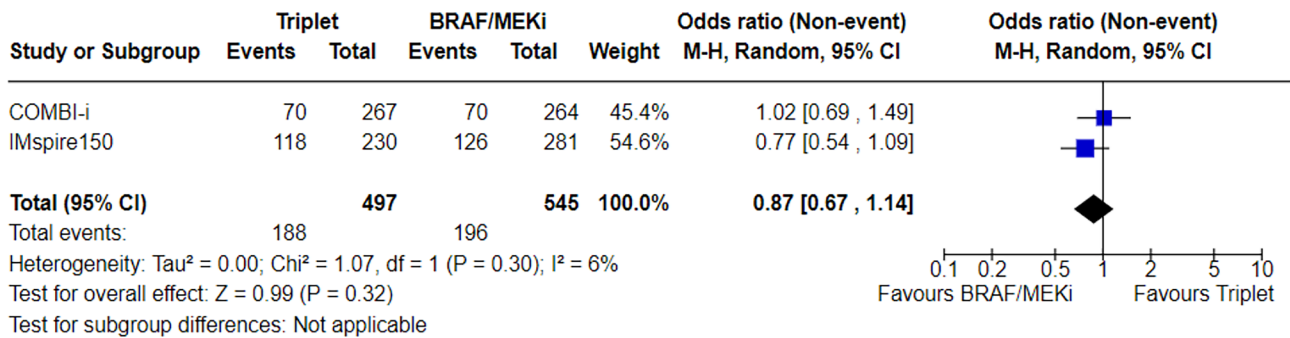 Triplet BRAF/MEKi Odds ratio (Non-event) Odds ratio (Non-event)
Study or Subgroup Events Total Events Total Weight M-H, Random, 95% CI M-H, Random, 95% CI
COMBI-i 70 267 70 264 45.4% 1.02 [0.69 , 1.49]
IMspire150 118 230 126 281 54.6% 0.77 [0.54 , 1.09]
Total (95% CI) 497 545 100.0% 0.87 [0.67 , 1.14]
Total events: 188 196
Heterogeneity: Tau² = 0.00; Chi² = 1.07, df = 1 (P = 0.30); I² = 6%
0.1 0.2 0.5 1 2 5 10
Test for overall effect: Z = 0.99 (P = 0.32) Favours BRAF/MEKi Favours Triplet
Test for subgroup differences: Not applicable